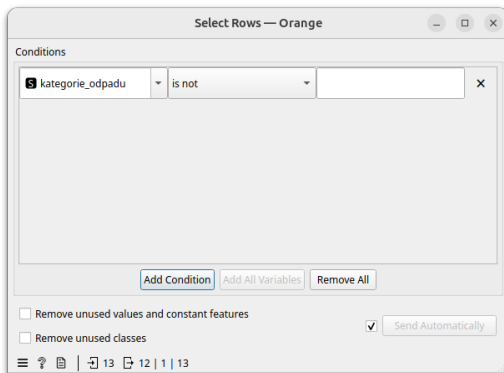 Select Rows — Orange
Conditions
S kategorie_odpadu is not
Add Condition Add All Variables Remove All
Remove unused values and constant features
Remove unused classes
Send Automatically
? 13 12 | 1 | 13